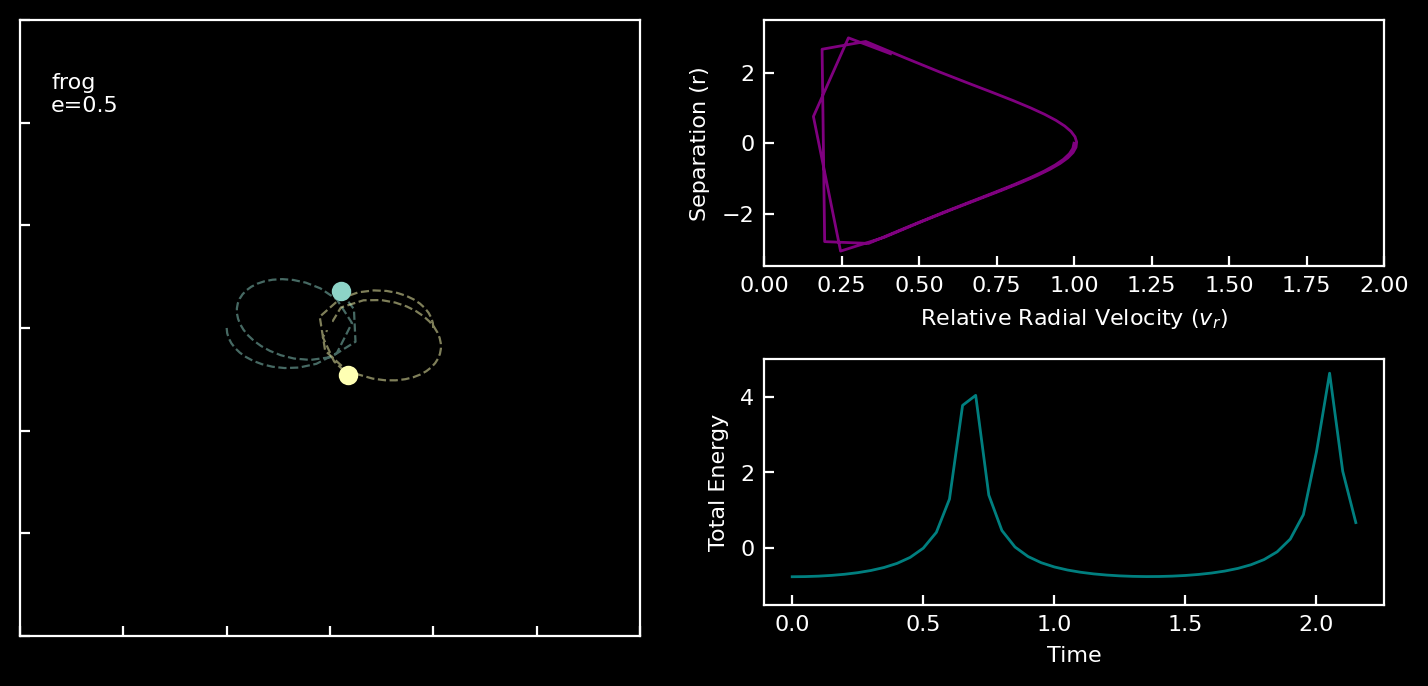 frog
e=0.5
Separation (r)
2
0
−2
0.00 0.25 0.50 0.75 1.00 1.25 1.50 1.75 2.00
Relative Radial Velocity (vᵣ)
Total Energy
4
2
0
0.0 0.5 1.0 1.5 2.0
Time